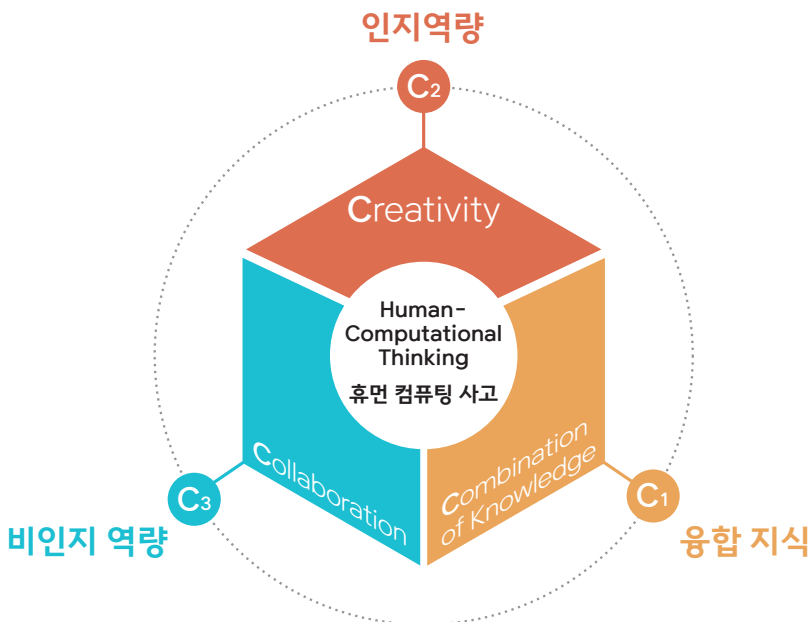 인지역량
C2
Creativity
Human-
Computational
Thinking
휴먼 컴퓨팅 사고
Collaboration
Combination
of Knowledge
C3
비인지 역량
C1
융합 지식